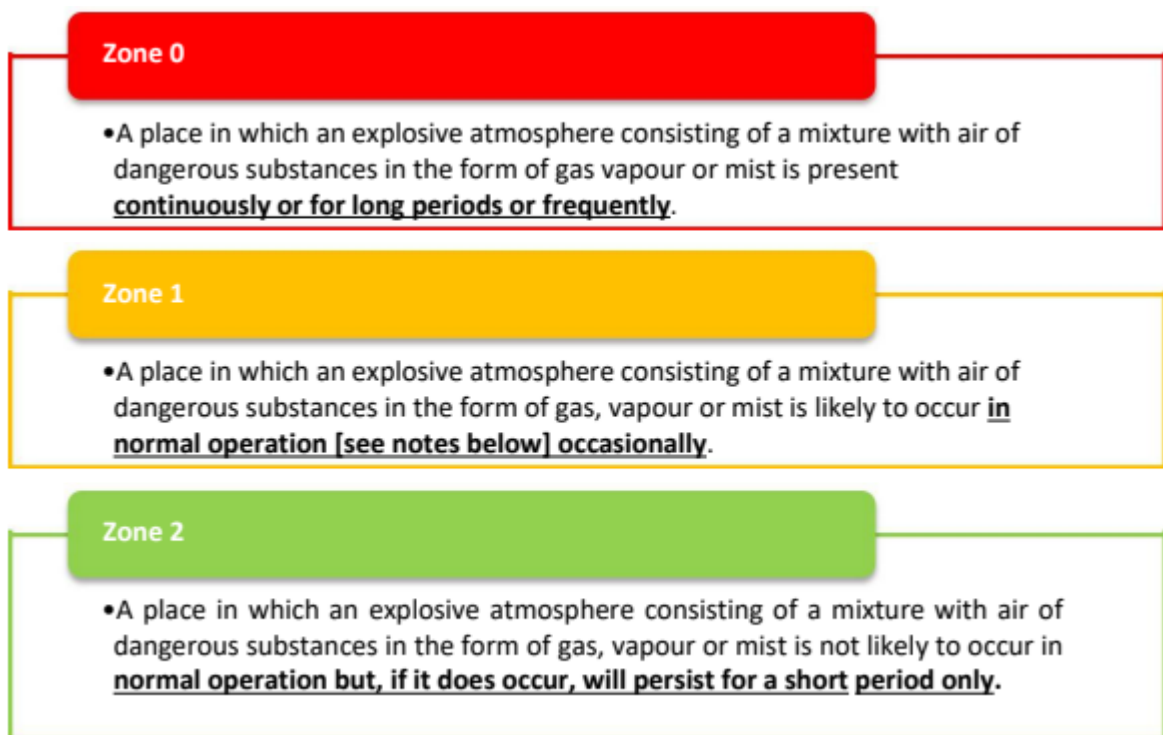 Zone 0
•A place in which an explosive atmosphere consisting of a mixture with air of
dangerous substances in the form of gas vapour or mist is present
continuously or for long periods or frequently.
Zone 1
•A place in which an explosive atmosphere consisting of a mixture with air of
dangerous substances in the form of gas, vapour or mist is likely to occur in
normal operation [see notes below] occasionally.
Zone 2
•A place in which an explosive atmosphere consisting of a mixture with air of
dangerous substances in the form of gas, vapour or mist is not likely to occur in
normal operation but, if it does occur, will persist for a short period only.